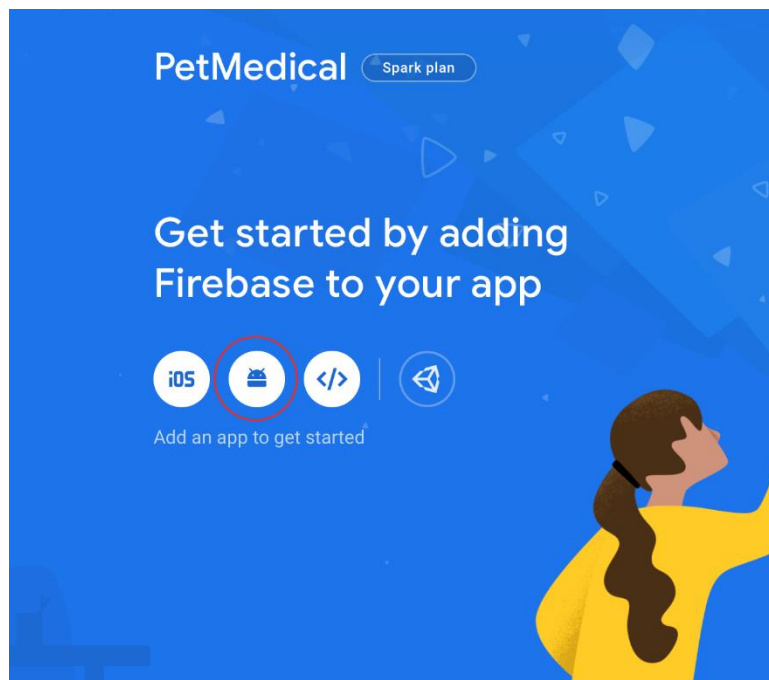 PetMedical Spark plan
Get started by adding
Firebase to your app
iOS </>
Add an app to get started